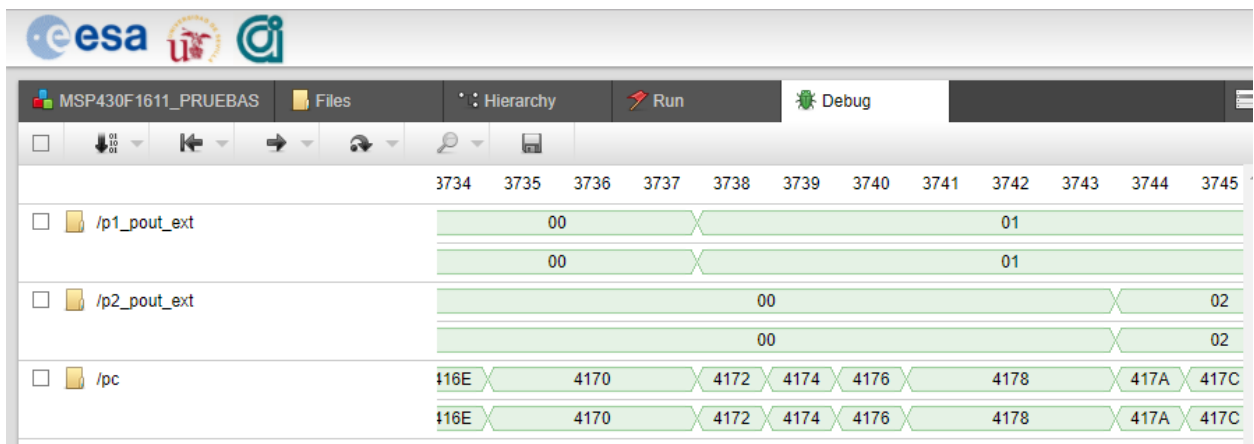 esa
MSP430F1611_PRUEBAS Files Hierarchy Run Debug
3734 3735 3736 3737 3738 3739 3740 3741 3742 3743 3744 3745
/p1_pout_ext 00 01
00 01
/p2_pout_ext 00 02
00 02
/pc 416E 4170 4172 4174 4176 4178 417A 417C
416E 4170 4172 4174 4176 4178 417A 417C